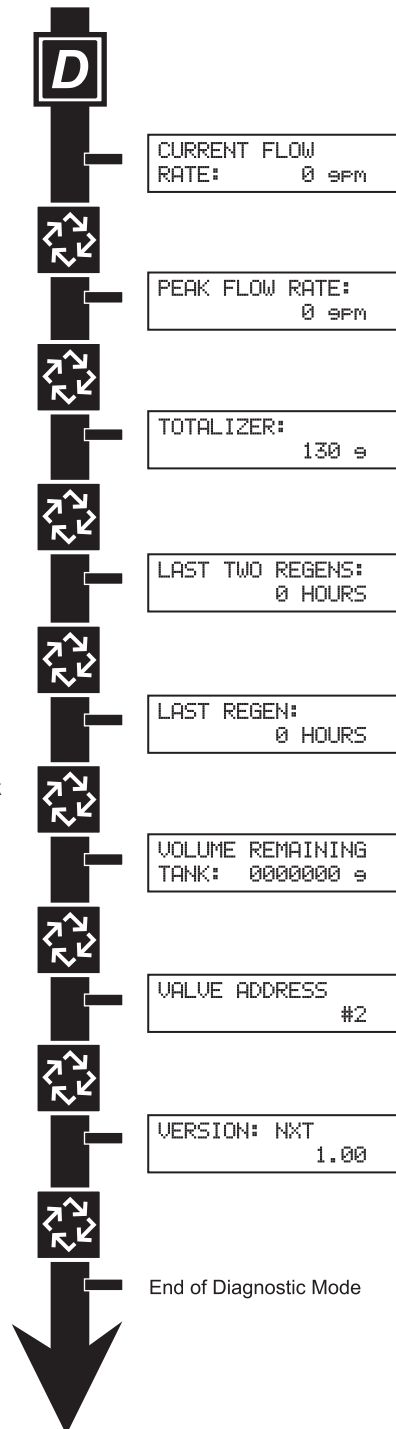 D
CURRENT FLOW
RATE: 0 gpm
PEAK FLOW RATE:
0 gpm
TOTALIZER:
130 g
LAST TWO REGENS:
0 HOURS
LAST REGEN:
0 HOURS
VOLUME REMAINING
TANK: 0000000 g
VALVE ADDRESS
#2
VERSION: NXT
1.00
End of Diagnostic Mode